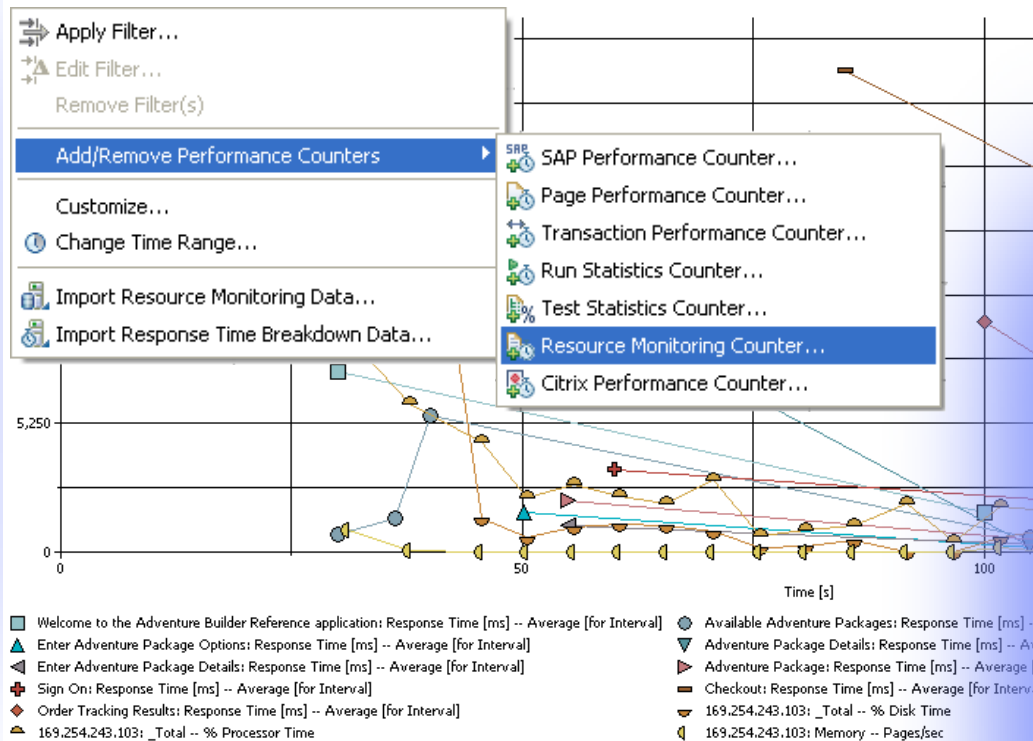 Apply Filter...
Edit Filter...
Remove Filter(s)
Add/Remove Performance Counters
Customize...
Change Time Range...
Import Resource Monitoring Data...
Import Response Time Breakdown Data...
SAP
SAP Performance Counter...
Page Performance Counter...
Transaction Performance Counter...
Run Statistics Counter...
Test Statistics Counter...
Resource Monitoring Counter...
Citrix Performance Counter...
5,250
0
0
50
100
Time [s]
Welcome to the Adventure Builder Reference application: Response Time [ms] -- Average [for Interval]
Enter Adventure Package Options: Response Time [ms] -- Average [for Interval]
Enter Adventure Package Details: Response Time [ms] -- Average [for Interval]
Sign On: Response Time [ms] -- Average [for Interval]
Order Tracking Results: Response Time [ms] -- Average [for Interval]
169.254.243.103: _Total -- % Processor Time
Available Adventure Packages: Response Time [ms] -
Adventure Package Details: Response Time [ms] --
Adventure Package: Response Time [ms] -- Average
Checkout: Response Time [ms] -- Average [for Interv
169.254.243.103: _Total -- % Disk Time
169.254.243.103: Memory -- Pages/sec